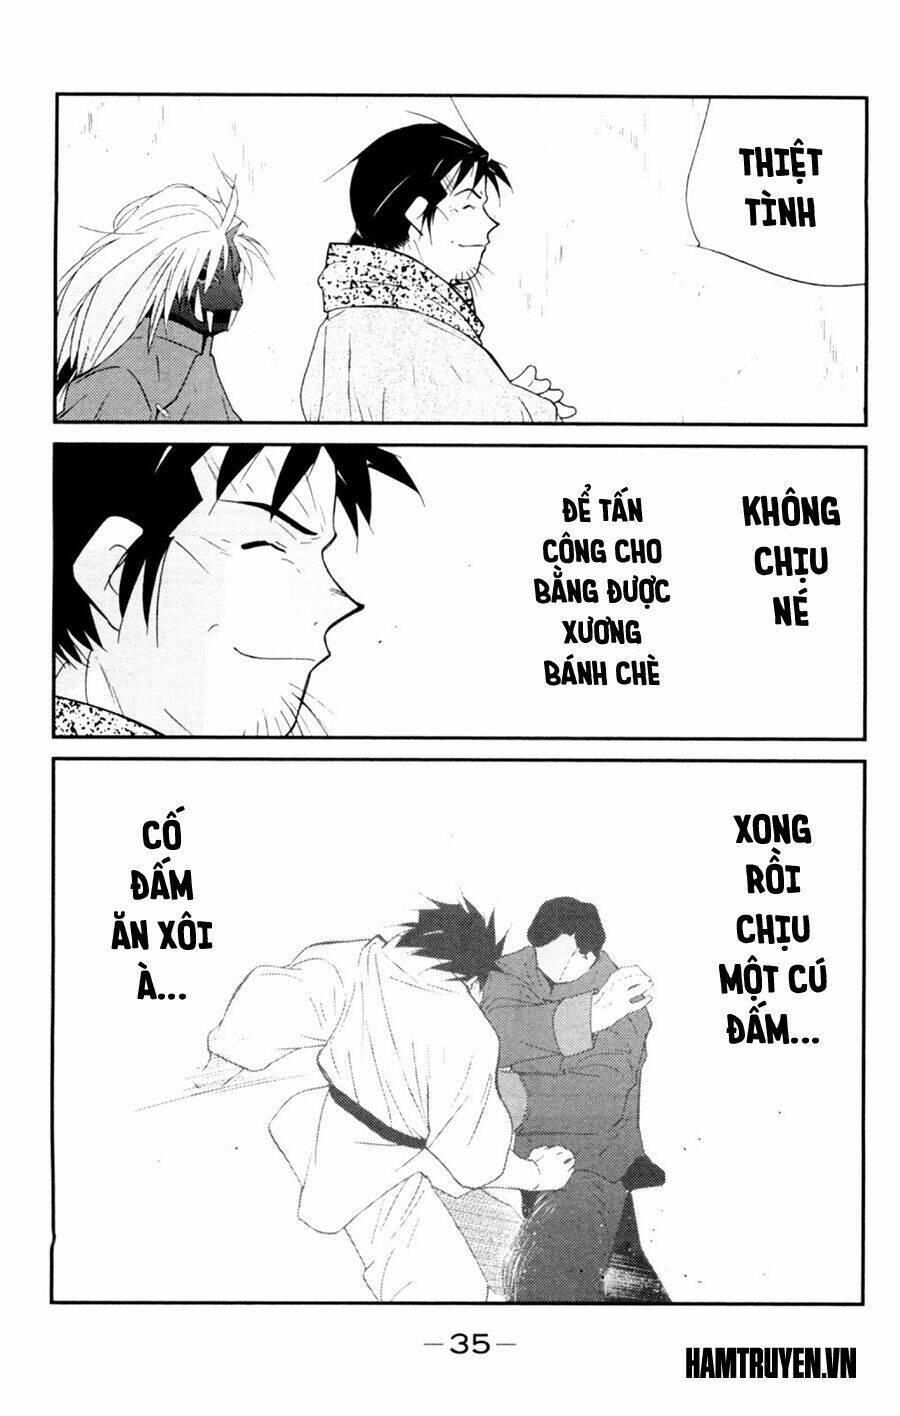 THIỆT
TÌNH
KHÔNG
CHỊU
NÉ
ĐỂ TẤN
CÔNG CHO
BẰNG ĐƯỢC
XƯƠNG
BÁNH CHÈ
XONG
RỒI
CHỊU
MỘT CÚ
ĐẤM...
CỐ
ĐẤM
ĂN XÔI
À...
—35—
HAMTRUYEN.VN